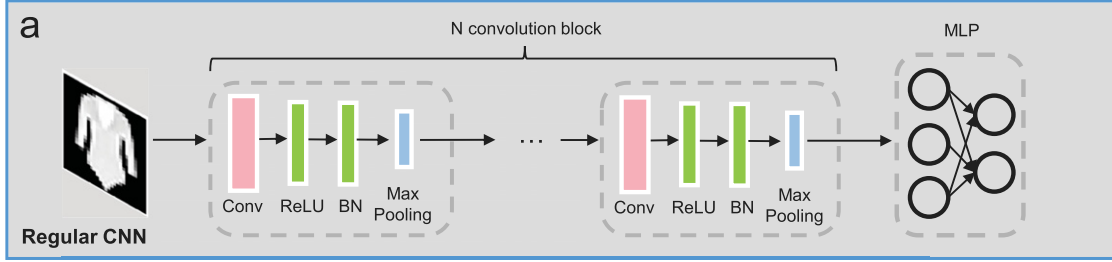 a
N convolution block
MLP
Conv
ReLU
BN
Max
Pooling
...
Conv
ReLU
BN
Max
Pooling
Regular CNN